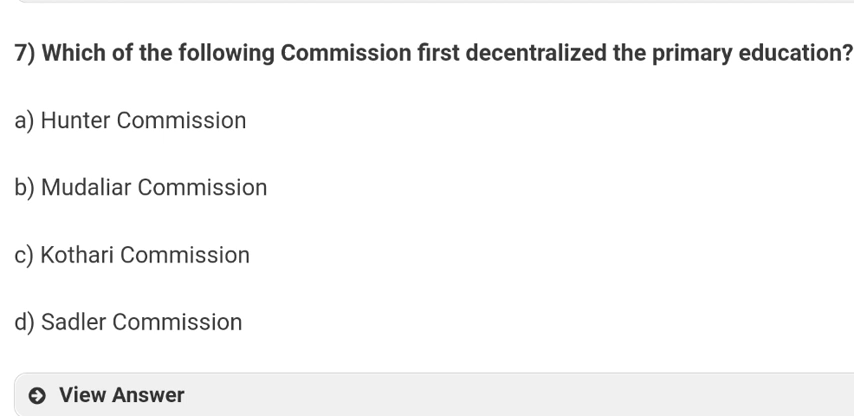 7) Which of the following Commission first decentralized the primary education?
a) Hunter Commission
b) Mudaliar Commission
c) Kothari Commission
d) Sadler Commission
View Answer